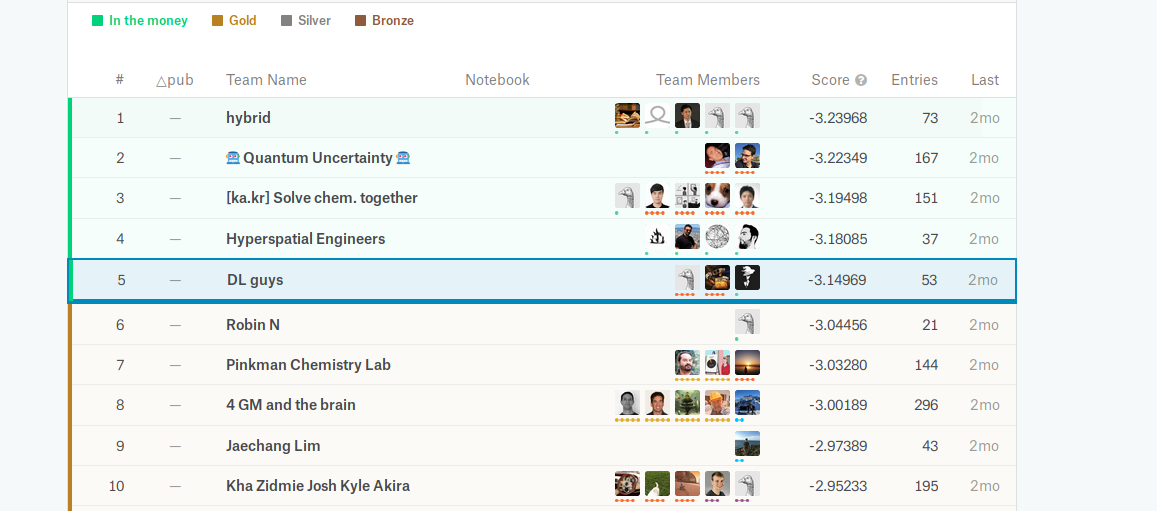 In the money Gold Silver Bronze
# △pub Team Name Notebook Team Members Score ? Entries Last
1 — hybrid -3.23968 73 2mo
2 — Quantum Uncertainty -3.22349 167 2mo
3 — [ka.kr] Solve chem. together -3.19498 151 2mo
4 — Hyperspatial Engineers -3.18085 37 2mo
5 — DL guys -3.14969 53 2mo
6 — Robin N -3.04456 21 2mo
7 — Pinkman Chemistry Lab -3.03280 144 2mo
8 — 4 GM and the brain -3.00189 296 2mo
9 — Jaechang Lim -2.97389 43 2mo
10 — Kha Zidmie Josh Kyle Akira -2.95233 195 2mo